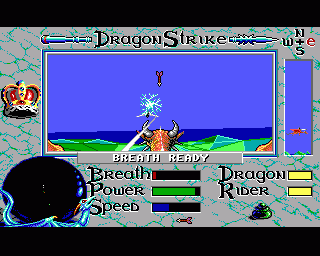 DragonStrike
N
W e
S
BREATH READY
Breath
Power
Speed
Dragon
Rider